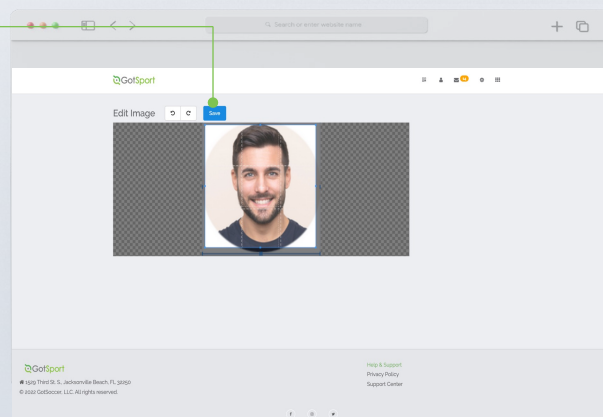 Search or enter website name
GotSport
Edit Image
Save
GotSport
1529 Third St. S., Jacksonville Beach, FL 32250
© 2022 GotSoccer, LLC. All rights reserved.
Help & Support
Privacy Policy
Support Center